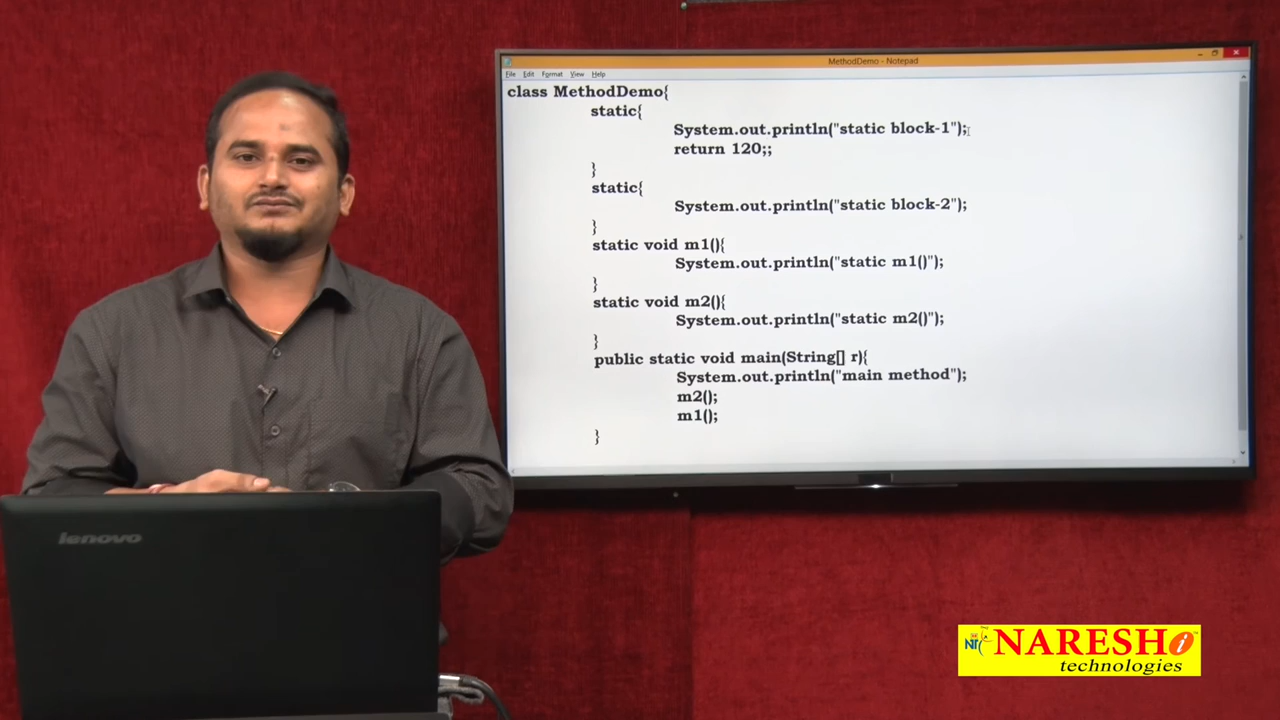 MethodDemo - Notepad
File Edit Format View Help
class MethodDemo{
static{
System.out.println("static block-1");
return 120;;
}
static{
System.out.println("static block-2");
}
static void m1(){
System.out.println("static m1()");
}
static void m2(){
System.out.println("static m2()");
}
public static void main(String[] r){
System.out.println("main method");
m2();
m1();
}
lenovo
NT NARESH i
technologies